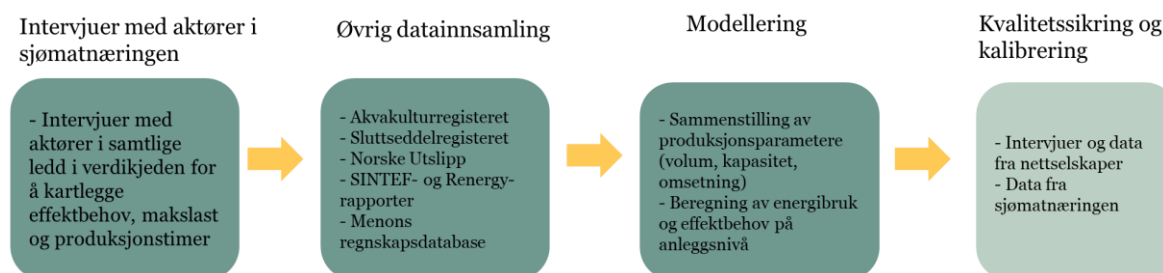 Intervjuer med aktører i
sjømatnæringen
- Intervjuer med
aktører i samtlige
ledd i verdikjeden for
å kartlegge
effektbehov, makslast
og produksjonstimer
Øvrig datainnsamling
- Akvakulturregisteret
- Sluttseddelregisteret
- Norske Utslipp
- SINTEF- og Renergy-
rapporter
- Menons
regnskapsdatabase
Modellering
- Sammenstilling av
produksjonsparametere
(volum, kapasitet,
omsetning)
- Beregning av energibruk
og effektbehov på
anleggsnivå
Kvalitetssikring og
kalibrering
- Intervjuer og data
fra nettselskaper
- Data fra
sjømatnæringen